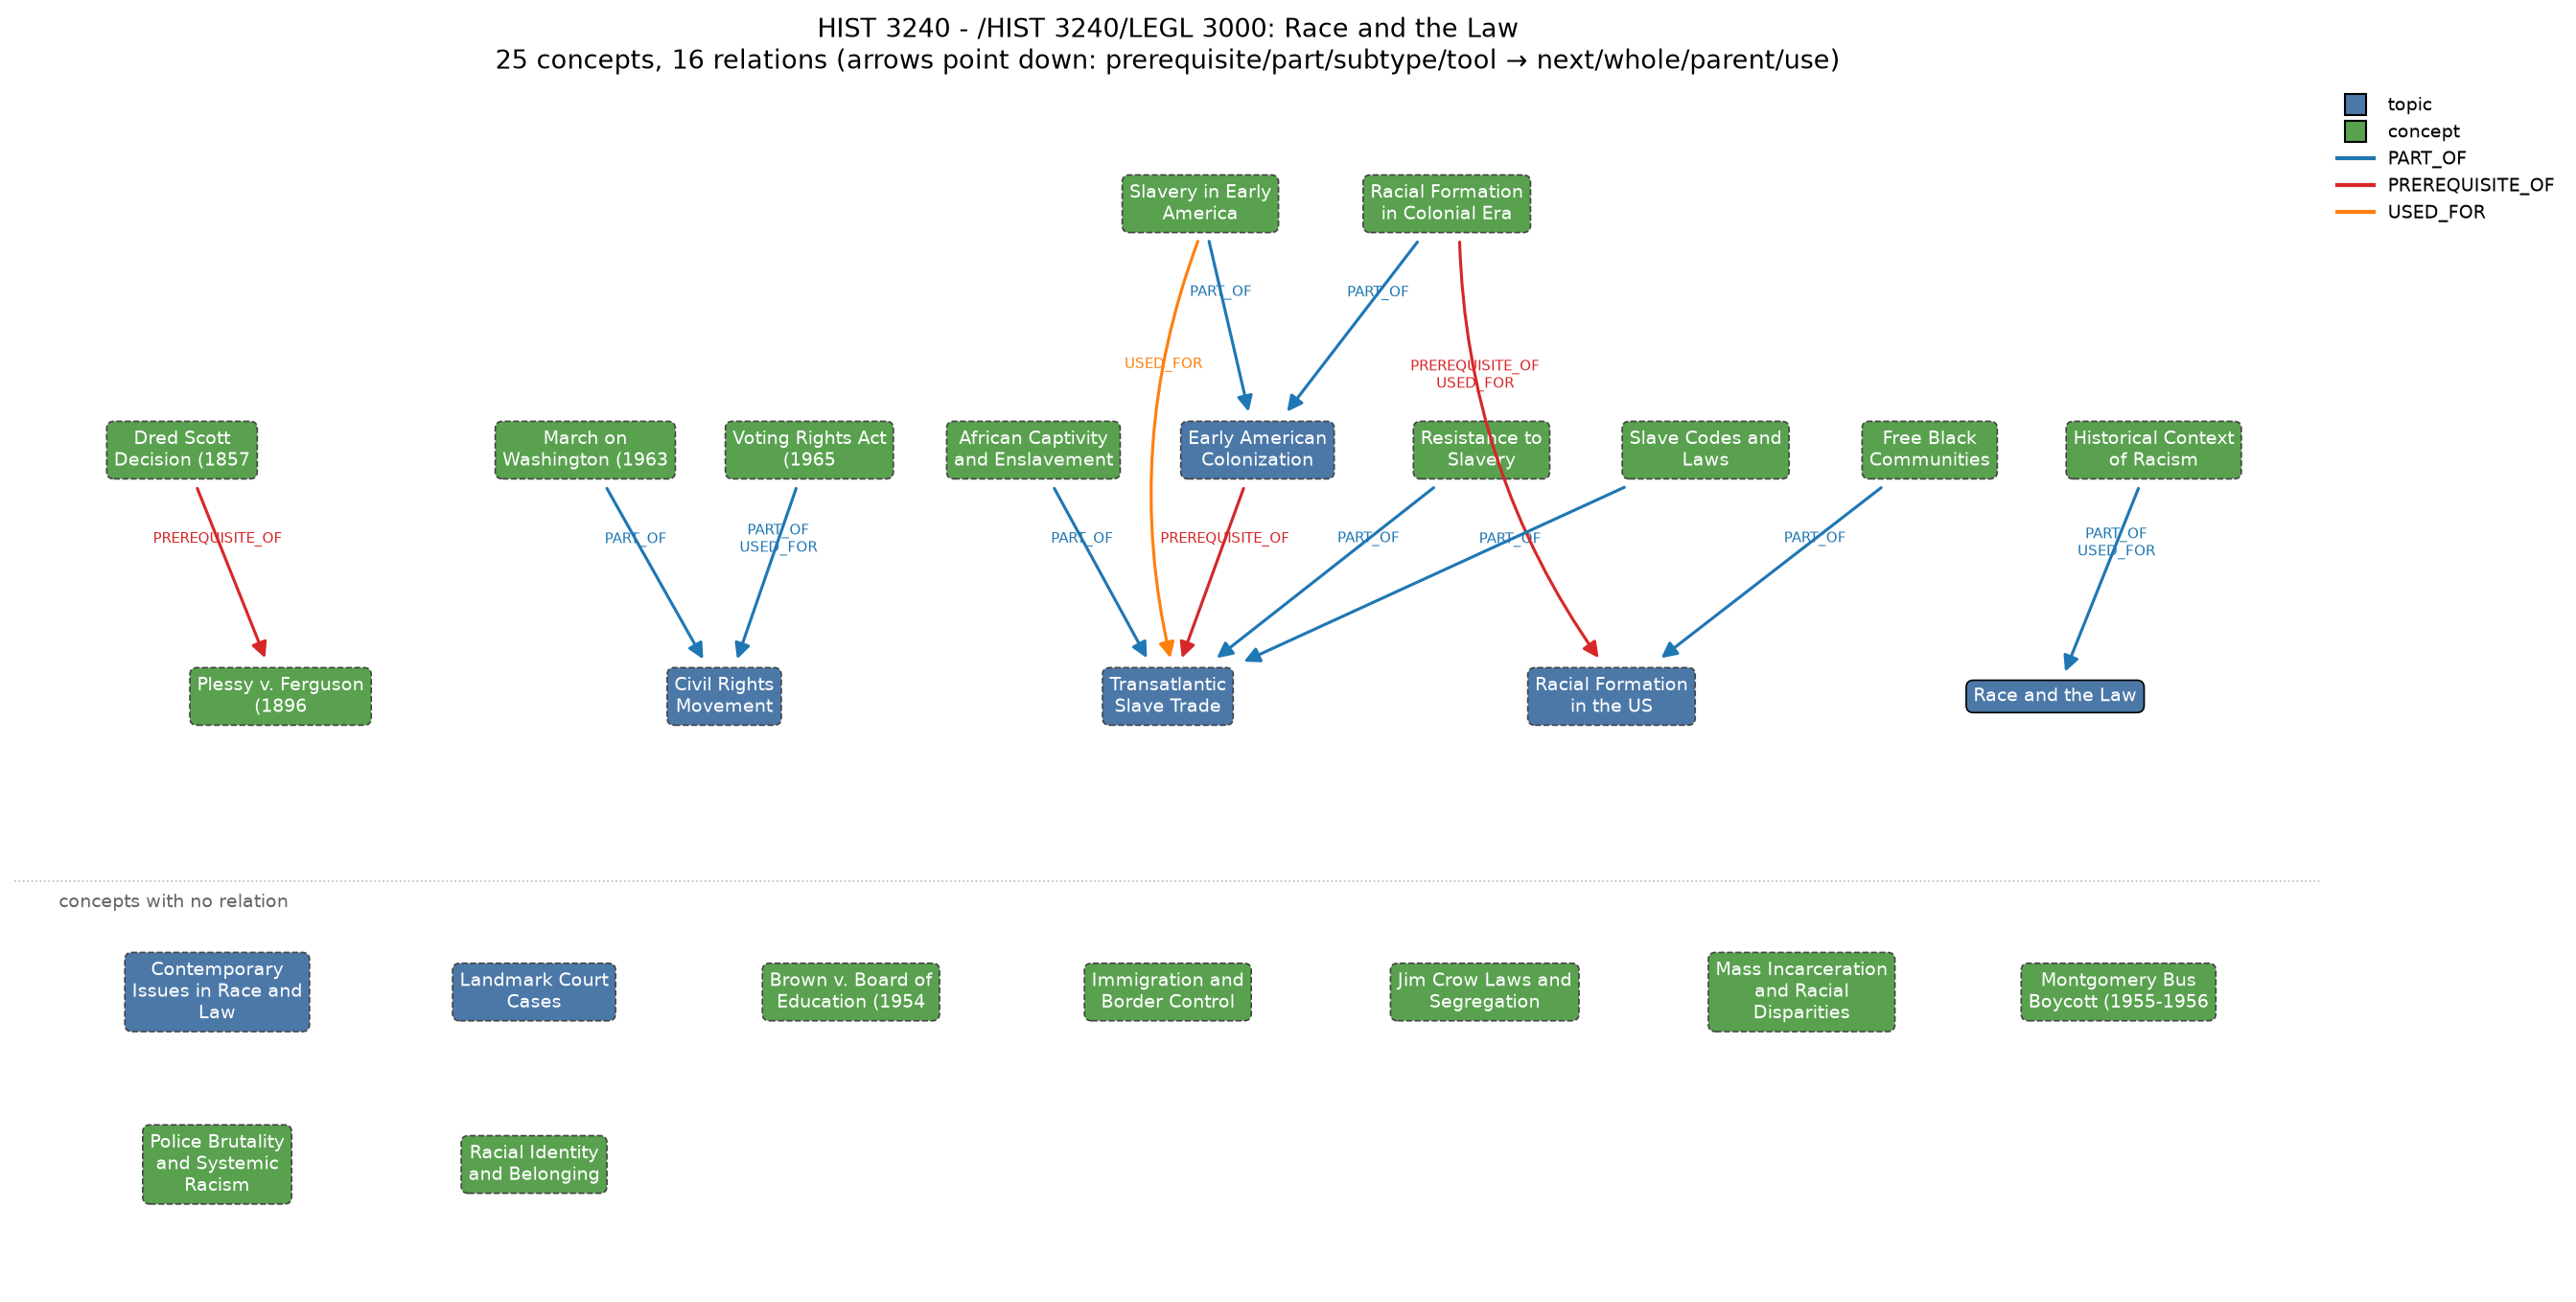 HIST 3240 - /HIST 3240/LEGL 3000: Race and the Law
25 concepts, 16 relations (arrows point down: prerequisite/part/subtype/tool → next/whole/parent/use)
topic
concept
PART_OF
PREREQUISITE_OF
USED_FOR
Slavery in Early
America
Racial Formation
in Colonial Era
PART_OF
PART_OF
USED_FOR
PREREQUISITE_OF
USED_FOR
Dred Scott
Decision (1857
March on
Washington (1963
Voting Rights Act
(1965
African Captivity
and Enslavement
Early American
Colonization
Resistance to
Slavery
Slave Codes and
Laws
Free Black
Communities
Historical Context
of Racism
PREREQUISITE_OF
PART_OF
PART_OF
USED_FOR
PART_OF
PREREQUISITE_OF
PART_OF
PART_OF
PART_OF
PART_OF
USED_FOR
Plessy v. Ferguson
(1896
Civil Rights
Movement
Transatlantic
Slave Trade
Racial Formation
in the US
Race and the Law
concepts with no relation
Contemporary
Issues in Race and
Law
Landmark Court
Cases
Brown v. Board of
Education (1954
Immigration and
Border Control
Jim Crow Laws and
Segregation
Mass Incarceration
and Racial
Disparities
Montgomery Bus
Boycott (1955-1956
Police Brutality
and Systemic
Racism
Racial Identity
and Belonging